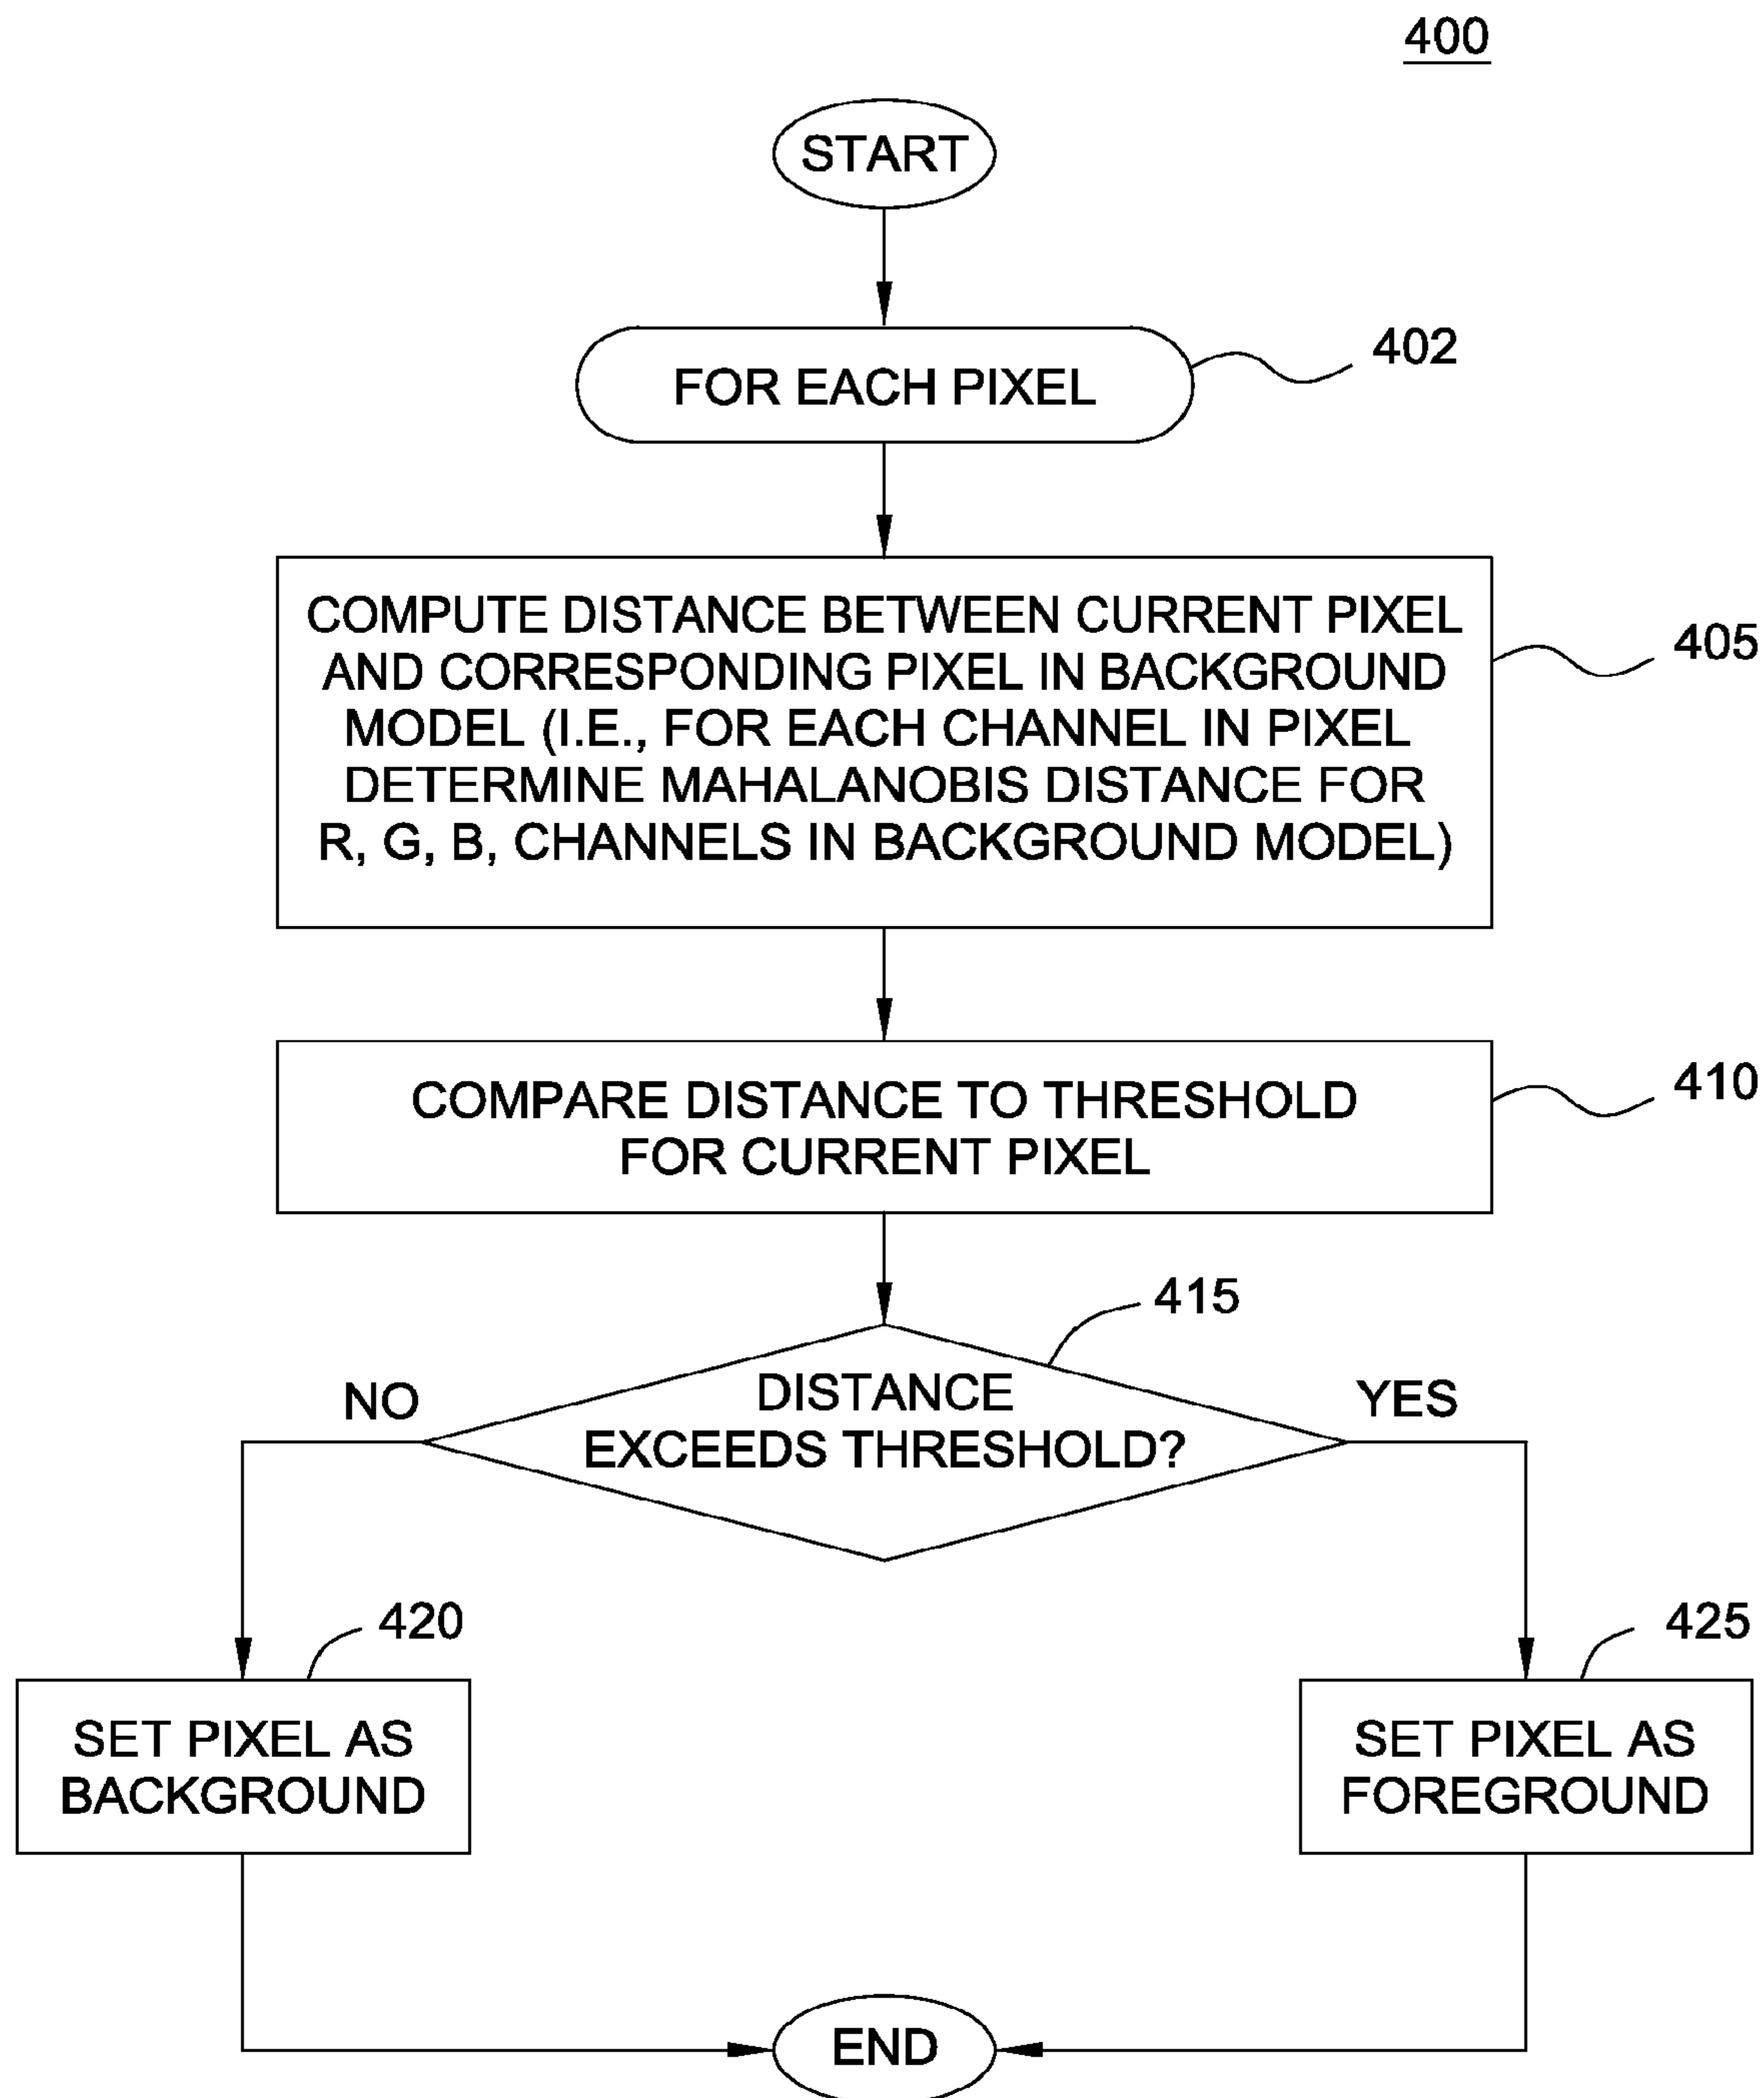 400
START
FOR EACH PIXEL
402
COMPUTE DISTANCE BETWEEN CURRENT PIXEL
AND CORRESPONDING PIXEL IN BACKGROUND
MODEL (I.E., FOR EACH CHANNEL IN PIXEL
DETERMINE MAHALANOBIS DISTANCE FOR
R, G, B, CHANNELS IN BACKGROUND MODEL)
405
COMPARE DISTANCE TO THRESHOLD
FOR CURRENT PIXEL
410
415
DISTANCE
EXCEEDS THRESHOLD?
NO
YES
420
SET PIXEL AS
BACKGROUND
425
SET PIXEL AS
FOREGROUND
END